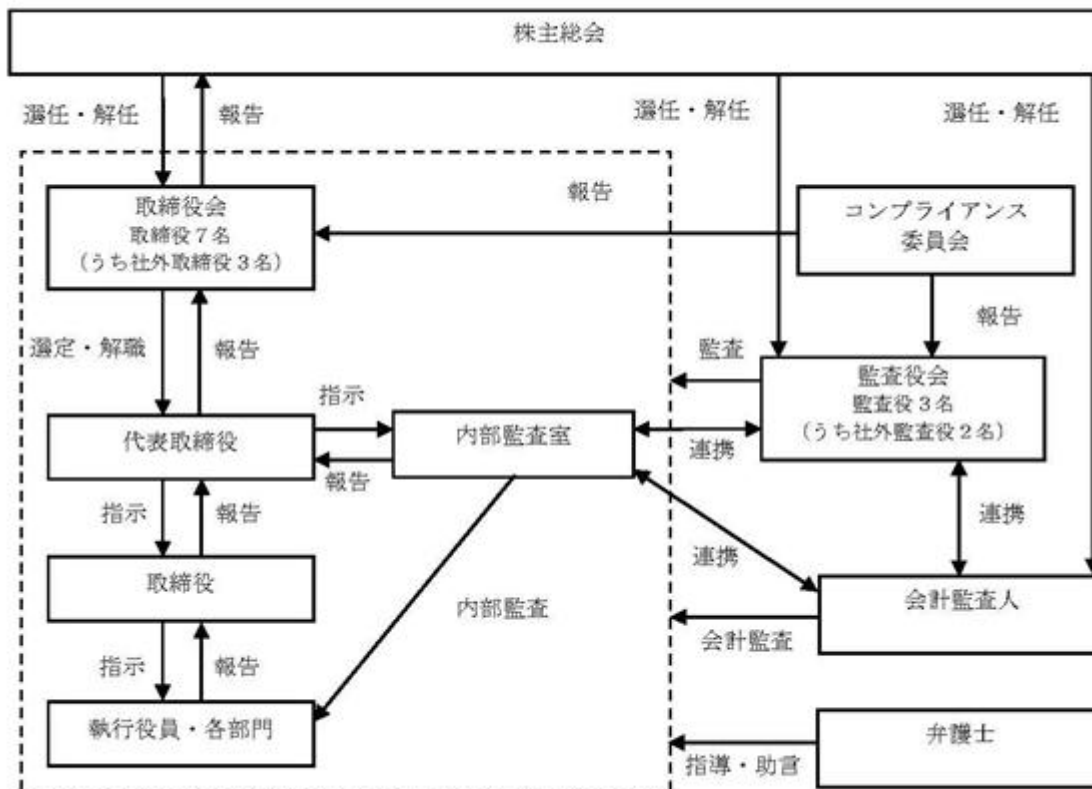 株主総会
選任・解任
報告
選任・解任
選任・解任
取締役会
取締役７名
（うち社外取締役３名）
報告
コンプライアンス
委員会
選定・解職
報告
報告
監査
監査役会
監査役３名
（うち社外監査役２名）
指示
代表取締役
内部監査室
報告
連携
指示
報告
連携
連携
取締役
内部監査
会計監査人
会計監査
指示
報告
執行役員・各部門
弁護士
指導・助言